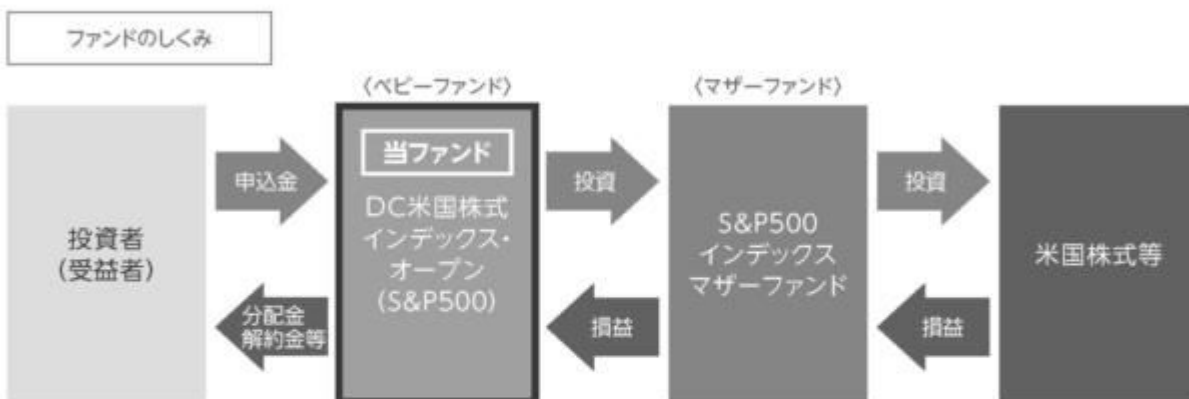 ファンドのしくみ
〈ベビーファンド〉
〈マザーファンド〉
投資者
(受益者)
申込金
分配金
解約金等
当ファンド
DC米国株式
インデックス・
オープン
(S&P500)
投資
損益
S&P500
インデックス
マザーファンド
投資
損益
米国株式等